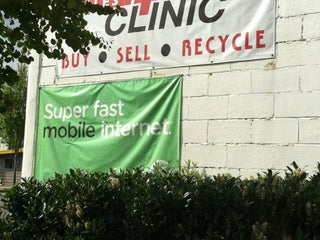 CLINIC
BUY • SELL • RECYCLE
Super fast
mobile internet.